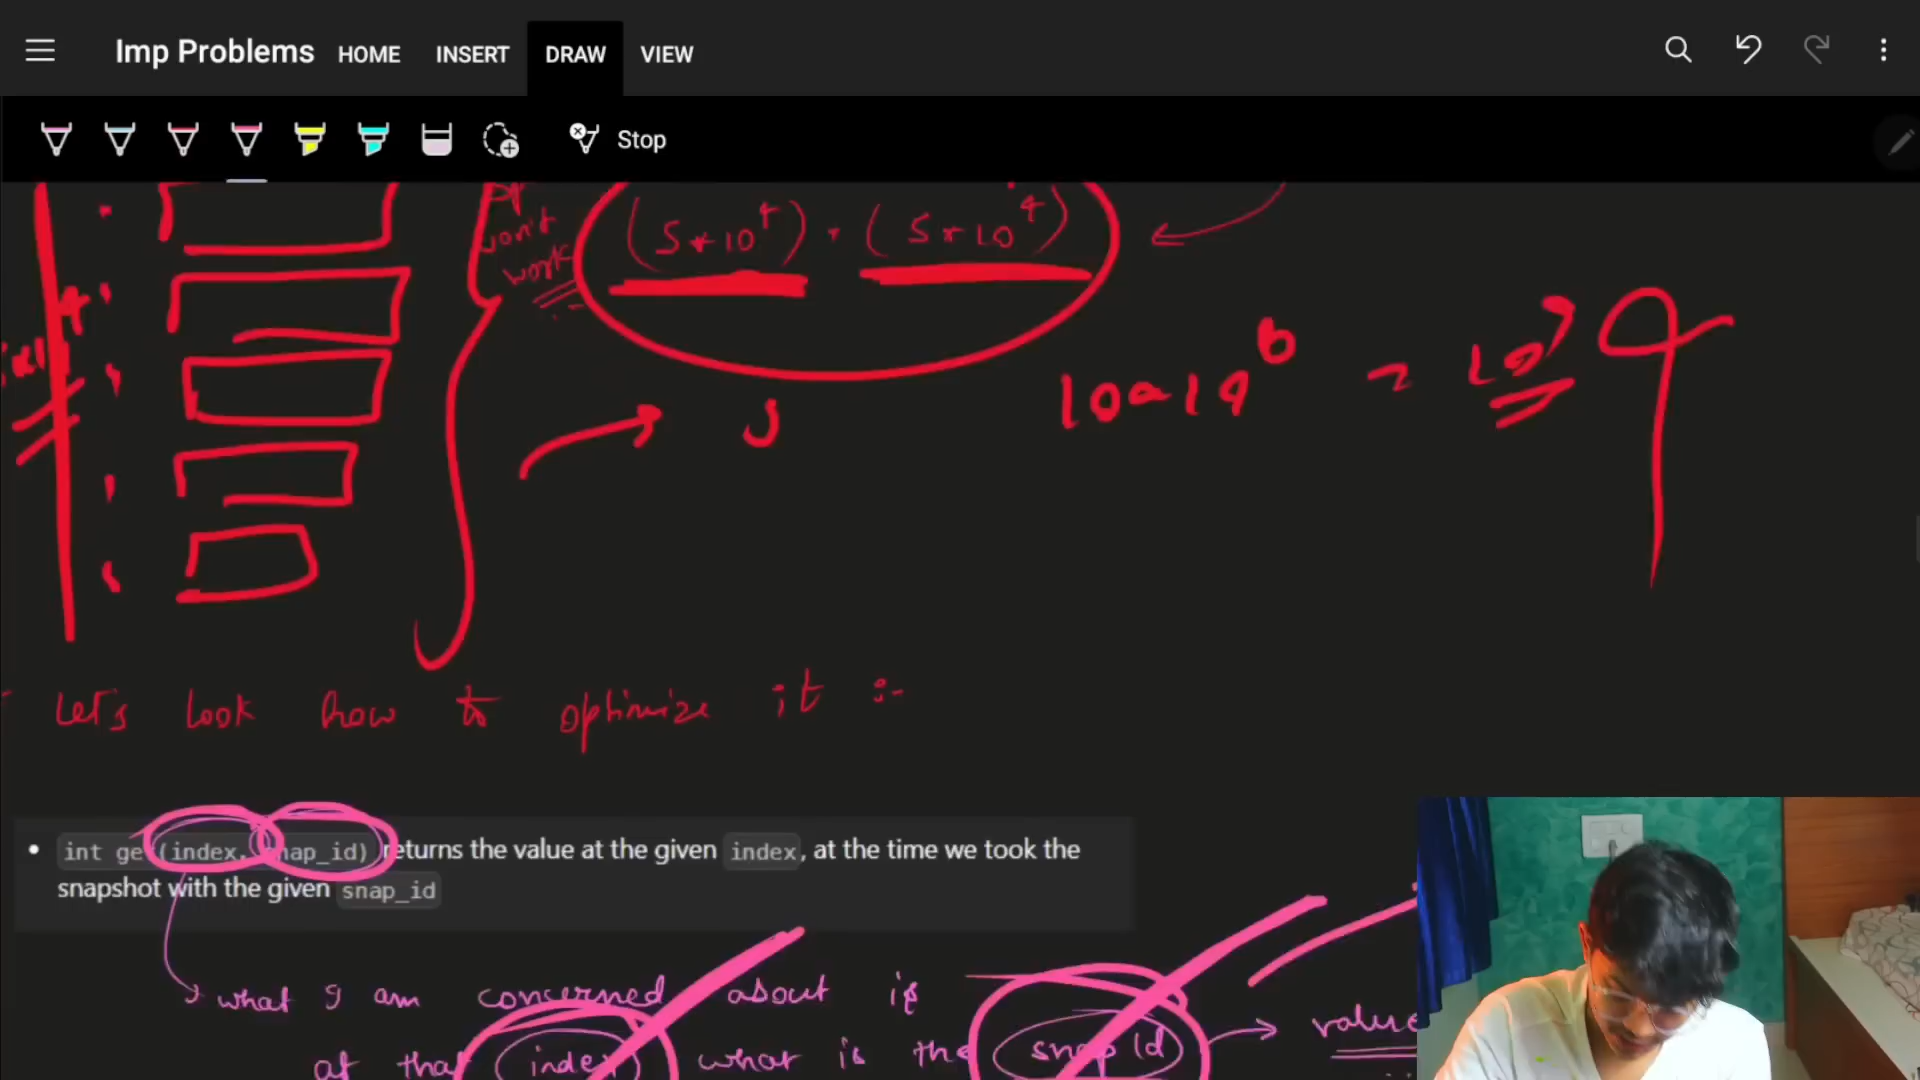 Imp Problems HOME INSERT DRAW VIEW
Stop
won't
work
(5*10^4) · (5*10^4)
Let's look how to optimize it :-
• int get(index, snap_id) returns the value at the given index, at the time we took the
snapshot with the given snap_id
what I am concerned about is
at that index what is the snap id → value